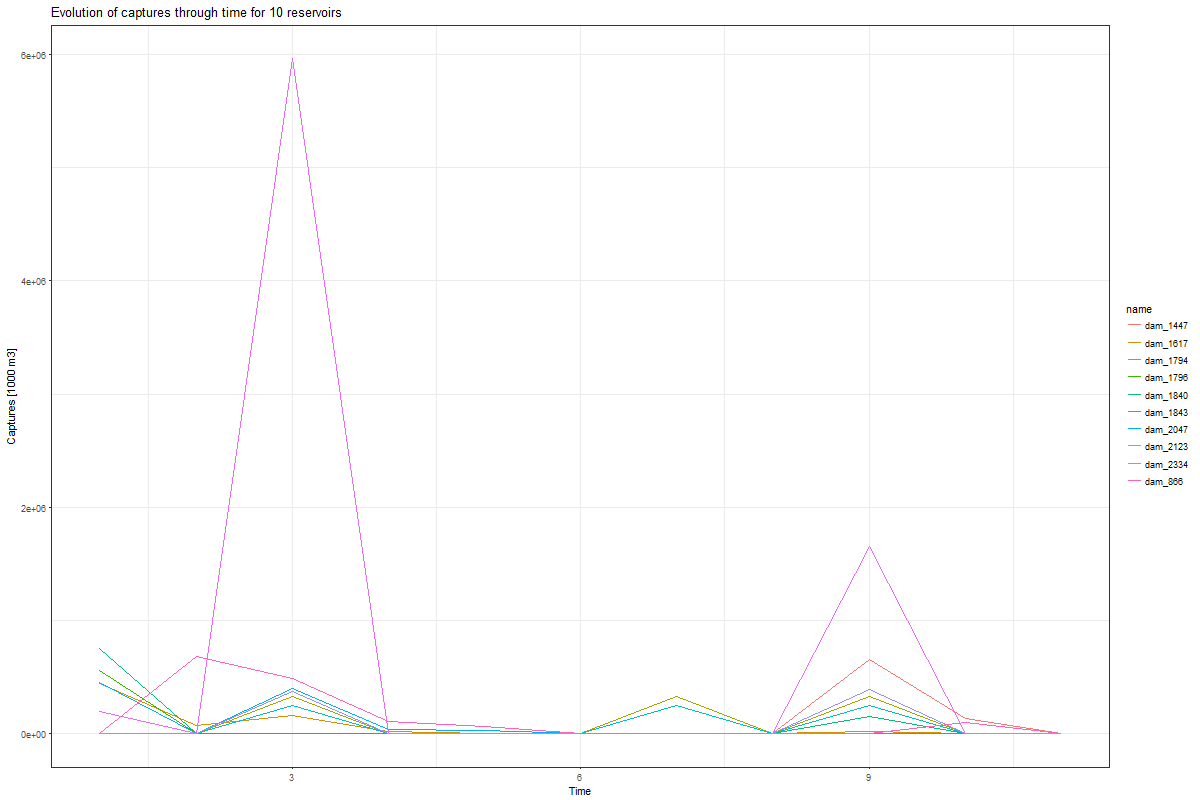 Evolution of captures through time for 10 reservoirs
6e+06
4e+06
2e+06
0e+00
Captures [1000 m3]
3
6
9
Time
name
dam_1447
dam_1617
dam_1794
dam_1796
dam_1840
dam_1843
dam_2047
dam_2123
dam_2334
dam_866